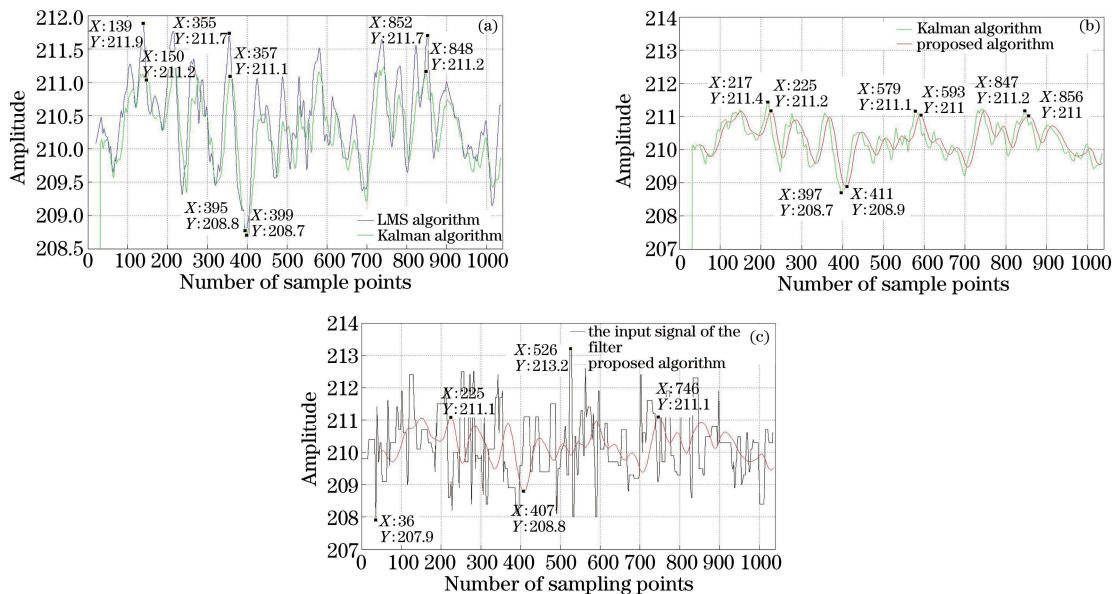 (a)
212.0
211.5
211.0
210.5
210.0
209.5
209.0
208.5
Amplitude
X:139
Y:211.9
X:150
Y:211.2
X:355
Y:211.7
X:357
Y:211.1
X:852
Y:211.7
X:848
Y:211.2
X:395
Y:208.8
X:399
Y:208.7
LMS algorithm
Kalman algorithm
0 100 200 300 400 500 600 700 800 900 1000
Number of sample points
(b)
214
213
212
211
210
209
208
207
Amplitude
Kalman algorithm
proposed algorithm
X:217
Y:211.4
X:225
Y:211.2
X:579
Y:211.1
X:593
Y:211
X:847
Y:211.2
X:856
Y:211
X:397
Y:208.7
X:411
Y:208.9
0 100 200 300 400 500 600 700 800 900 1000
Number of sample points
(c)
214
213
212
211
210
209
208
207
Amplitude
the input signal of the
filter
proposed algorithm
X:526
Y:213.2
X:225
Y:211.1
X:746
Y:211.1
X:36
Y:207.9
X:407
Y:208.8
0 100 200 300 400 500 600 700 800 900 1000
Number of sampling points